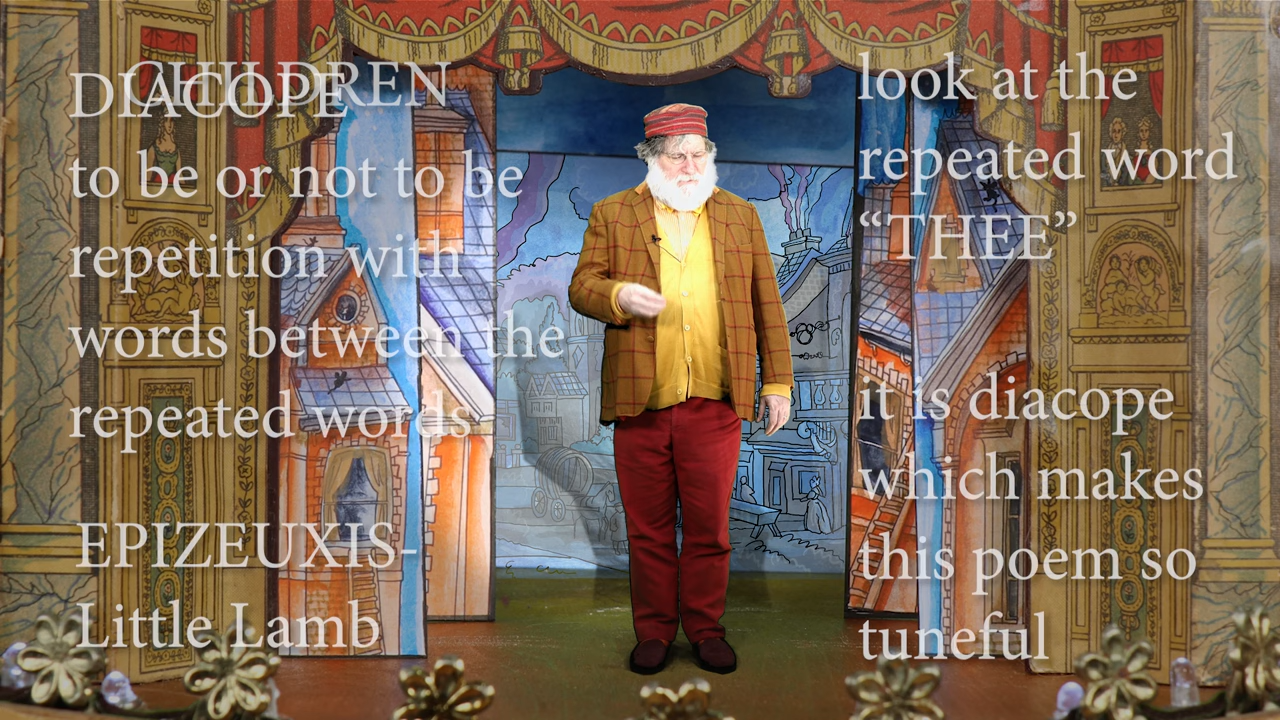 CHILDREN
DIACOPE
to be or not to be
repetition with
words between the
repeated words
EPIZEUXIS-
Little Lamb
look at the
repeated word
“THEE”
it is diacope
which makes
this poem so
tuneful